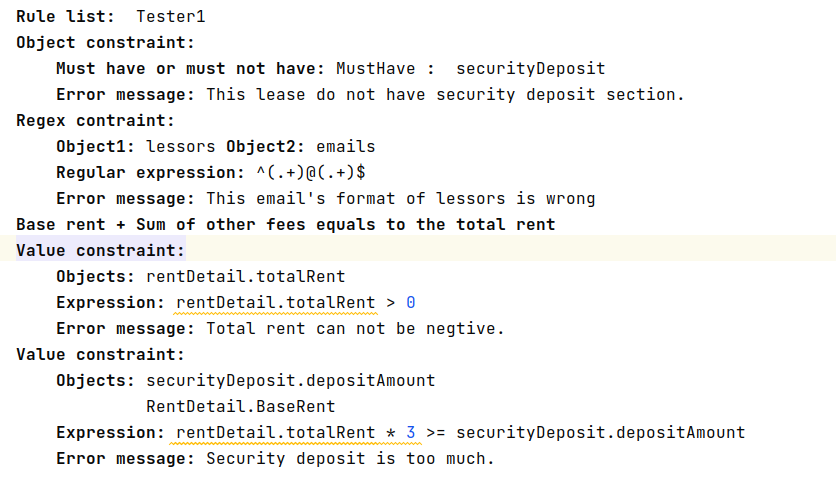 Rule list: Tester1
Object constraint:
Must have or must not have: MustHave : securityDeposit
Error message: This lease do not have security deposit section.
Regex contraint:
Object1: lessors Object2: emails
Regular expression: ^(.+)@(.+)$
Error message: This email's format of lessors is wrong
Base rent + Sum of other fees equals to the total rent
Value constraint:
Objects: rentDetail.totalRent
Expression: rentDetail.totalRent > 0
Error message: Total rent can not be negtive.
Value constraint:
Objects: securityDeposit.depositAmount
RentDetail.BaseRent
Expression: rentDetail.totalRent * 3 >= securityDeposit.depositAmount
Error message: Security deposit is too much.